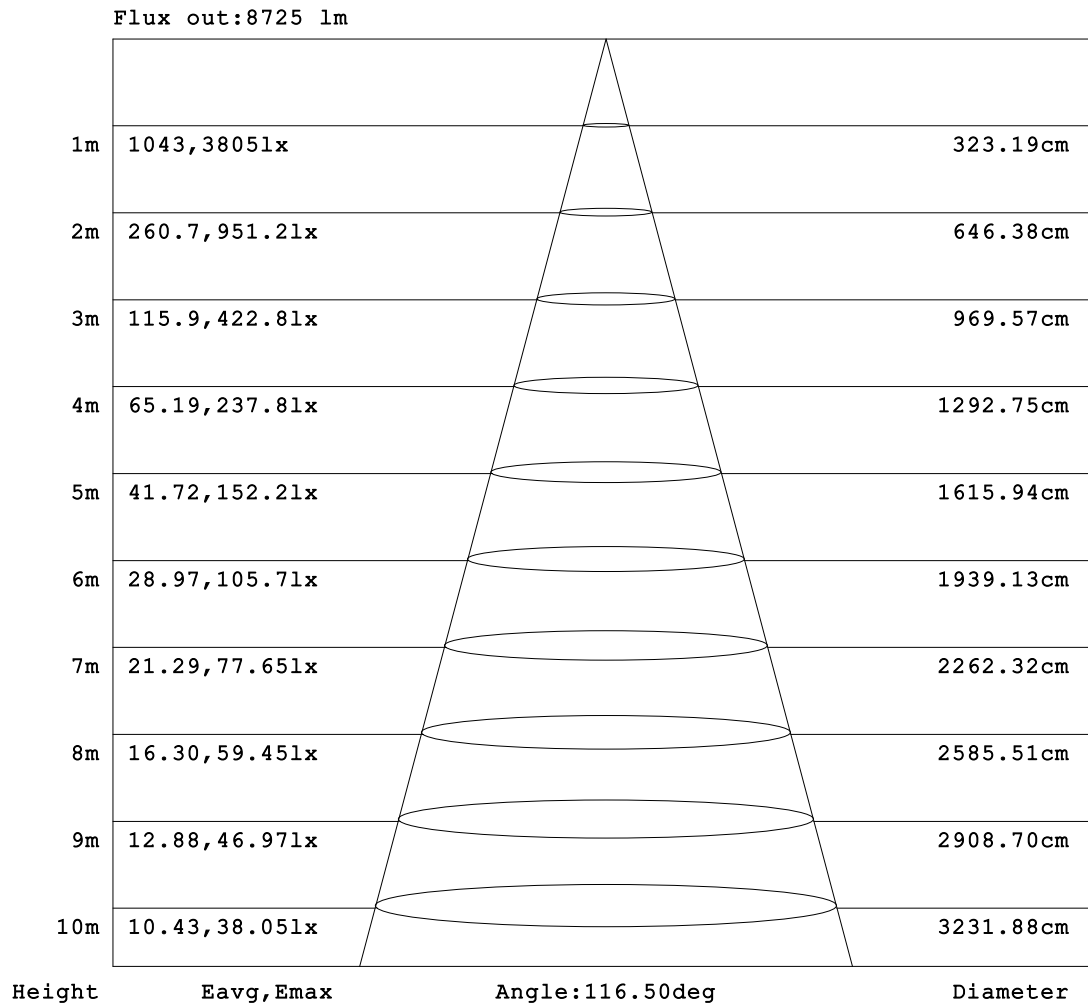 Flux out:8725 lm
1m 1043,3805lx 323.19cm
2m 260.7,951.2lx 646.38cm
3m 115.9,422.8lx 969.57cm
4m 65.19,237.8lx 1292.75cm
5m 41.72,152.2lx 1615.94cm
6m 28.97,105.7lx 1939.13cm
7m 21.29,77.65lx 2262.32cm
8m 16.30,59.45lx 2585.51cm
9m 12.88,46.97lx 2908.70cm
10m 10.43,38.05lx 3231.88cm
Height Eavg,Emax Angle:116.50deg Diameter